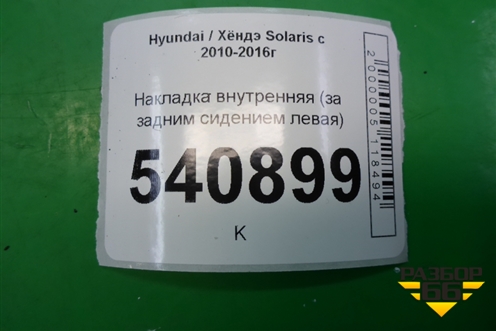 Hyundai / Хёндэ Solaris с
2010-2016г
Накладка внутренняя (за
задним сидением левая)
540899
K
2000005118494
РАЗБОР
66